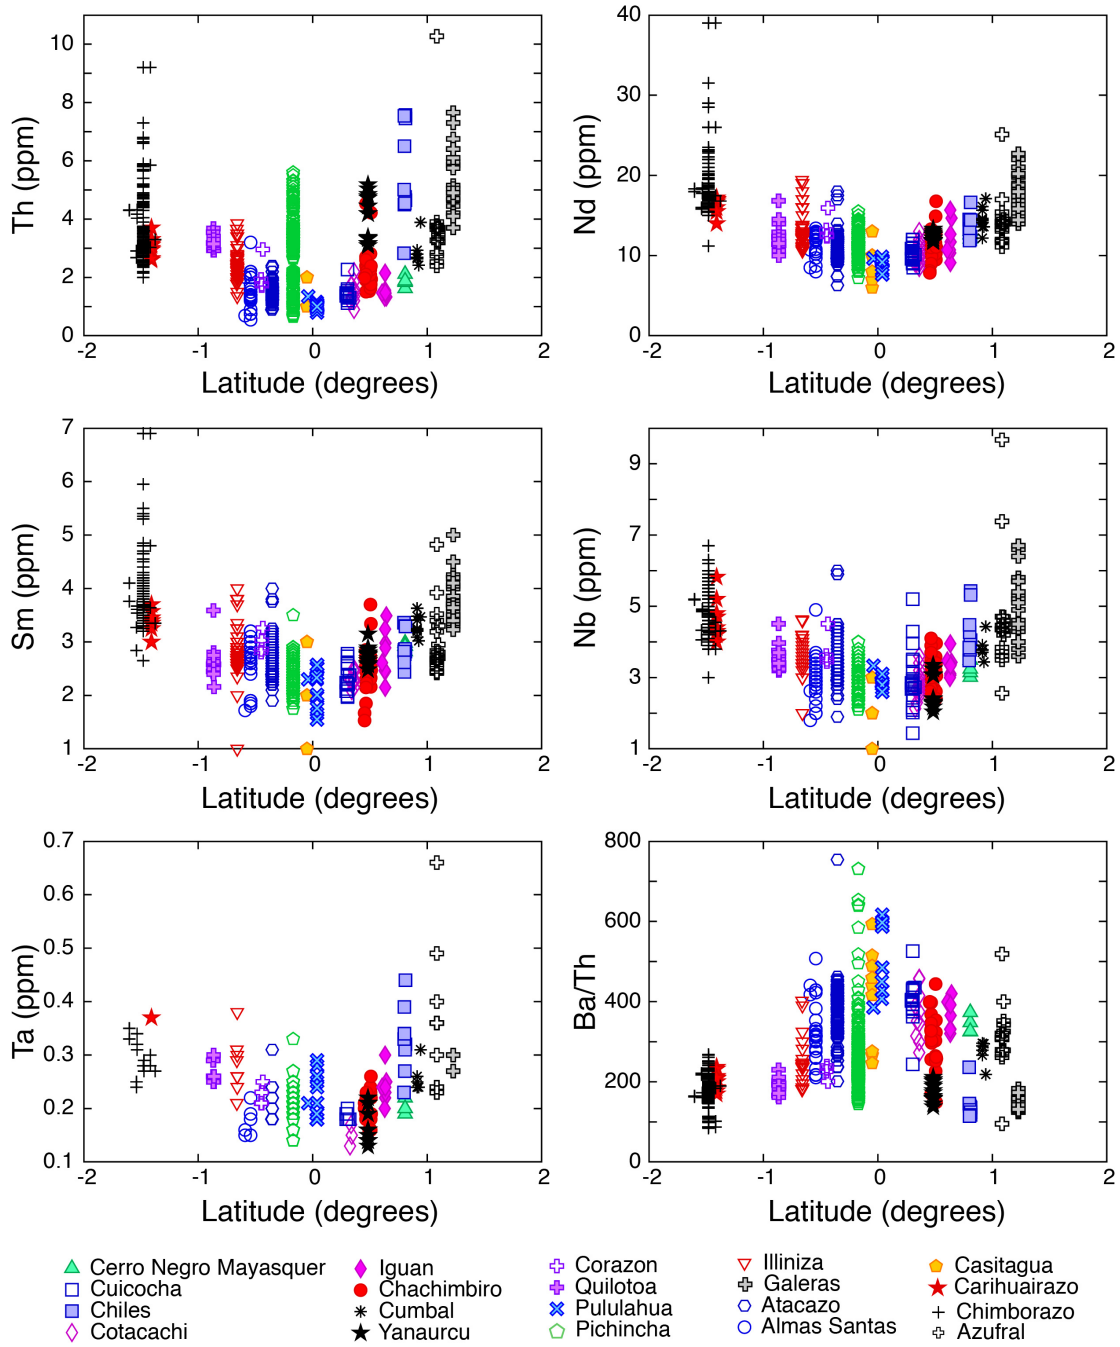 10
8
6
4
2
0
Th (ppm)
-2 -1 0 1 2
Latitude (degrees)
40
30
20
10
0
Nd (ppm)
-2 -1 0 1 2
Latitude (degrees)
7
6
5
4
3
2
1
Sm (ppm)
-2 -1 0 1 2
Latitude (degrees)
9
7
5
3
1
Nb (ppm)
-2 -1 0 1 2
Latitude (degrees)
0.7
0.6
0.5
0.4
0.3
0.2
0.1
Ta (ppm)
-2 -1 0 1 2
Latitude (degrees)
800
600
400
200
0
Ba/Th
-2 -1 0 1 2
Latitude (degrees)
Cerro Negro Mayasquer
Cuicocha
Chiles
Cotacachi
Iguan
Chachimbiro
Cumbal
Yanaurcu
Corazon
Quilotoa
Pululahua
Pichincha
Illiniza
Galeras
Atacazo
Almas Santas
Casitagua
Carihuairazo
Chimborazo
Azufral